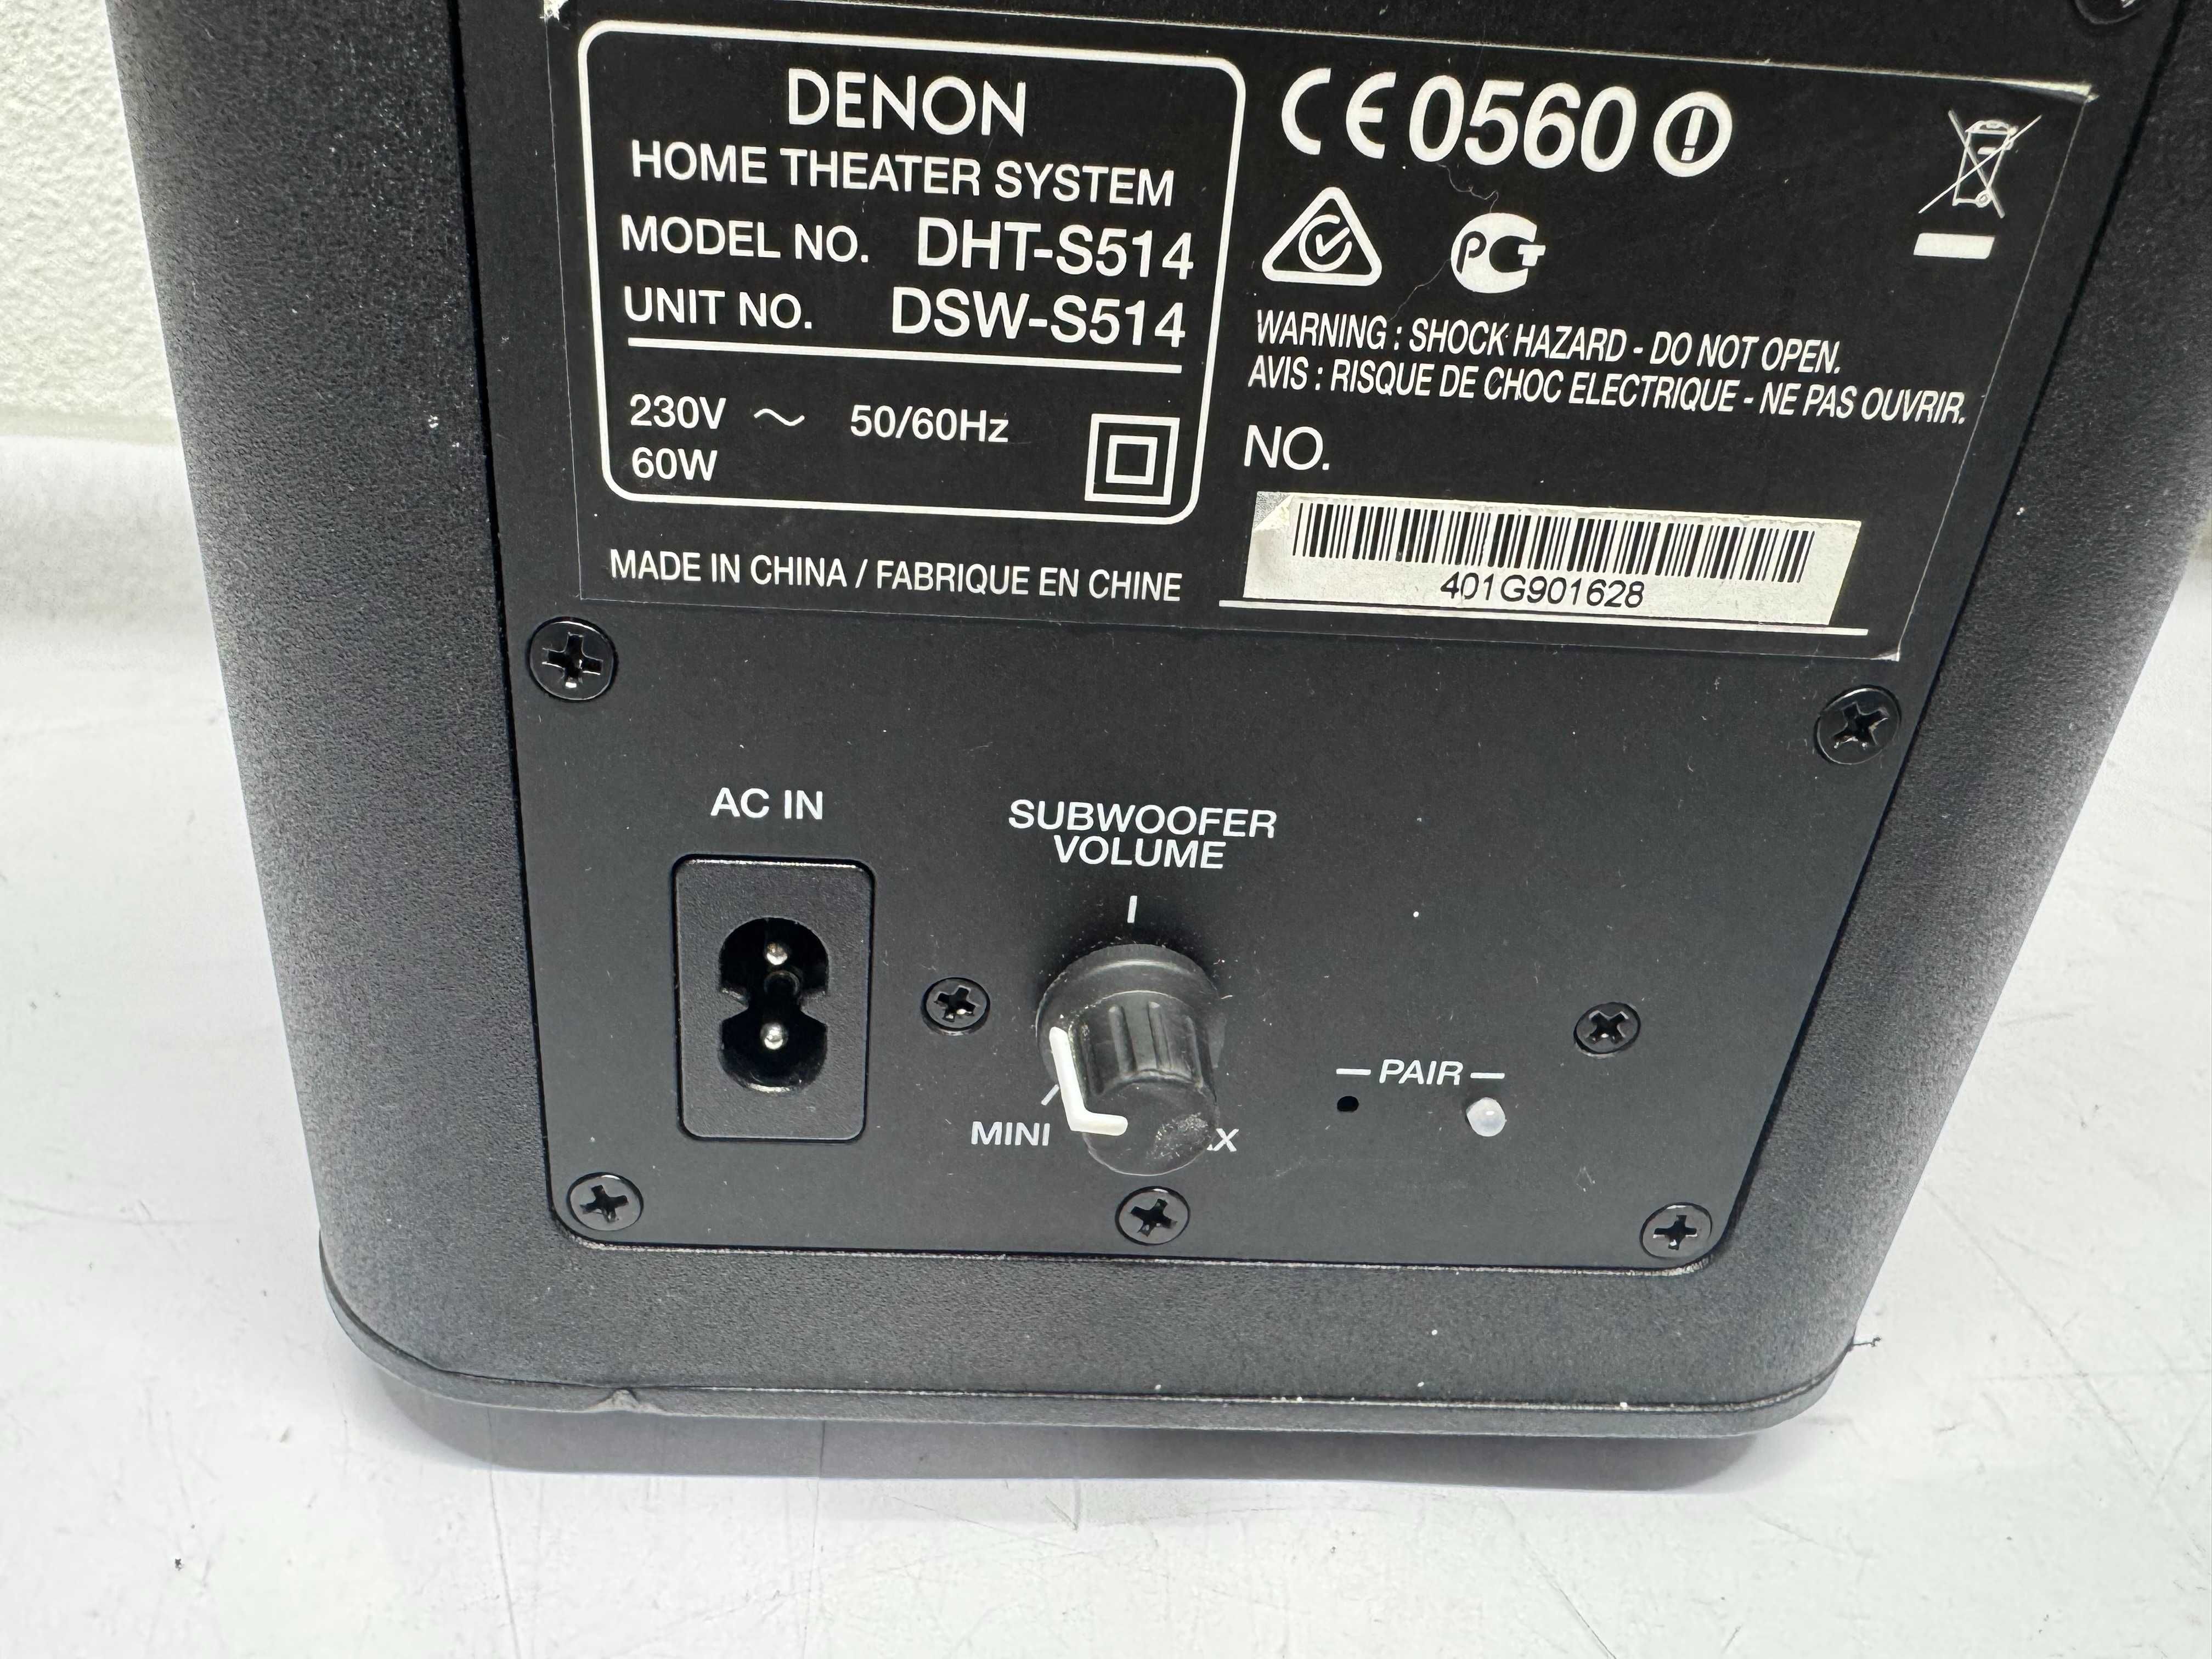 DENON
HOME THEATER SYSTEM
MODEL NO. DHT-S514
UNIT NO. DSW-S514
230V ~ 50/60Hz
60W
MADE IN CHINA / FABRIQUE EN CHINE
CE0560
WARNING : SHOCK HAZARD - DO NOT OPEN.
AVIS : RISQUE DE CHOC ELECTRIQUE - NE PAS OUVRIR.
NO.
401G901628
AC IN
SUBWOOFER
VOLUME
MINI
PAIR